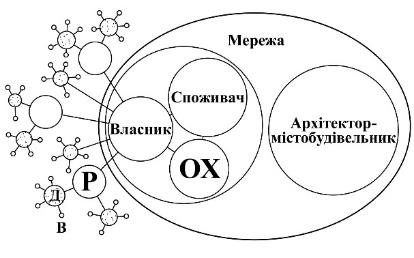 Мережа
Споживач
Архітектор-
містобудівельник
Власник
ОХ
Р
Д
В